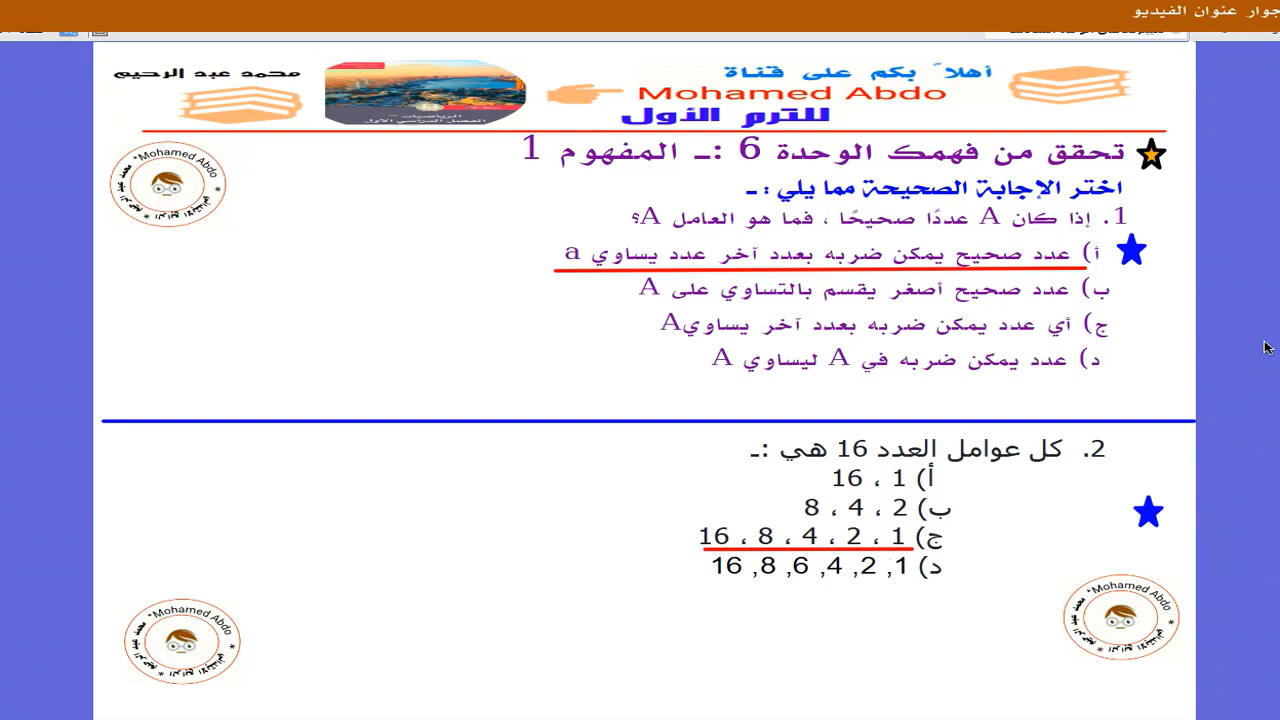 جوار عنوان الفيديو
أهلاً بكم على قناة
محمد عبد الرحيم
Mohamed Abdo
للترم الأول
الرياضيات
الفصل الدراسي الأول
تحقق من فهمك الوحدة 6 :ـ المفهوم 1
اختر الإجابة الصحيحة مما يلي : ـ
1. إذا كان A عددًا صحيحًا ، فما هو العامل A؟
أ) عدد صحيح يمكن ضربه بعدد آخر عدد يساوي a
ب) عدد صحيح أصغر يقسم بالتساوي على A
ج) أي عدد يمكن ضربه بعدد آخر يساويA
د) عدد يمكن ضربه في A ليساوي A
2. كل عوامل العدد 16 هي :ـ
أ) 1 ، 16
ب) 2 ، 4 ، 8
ج) 1 ، 2 ، 4 ، 8 ، 16
د) 1, 2, 4, 6, 8, 16
*Mohamed Abdo*
*Mohamed Abdo*
*Mohamed Abdo*